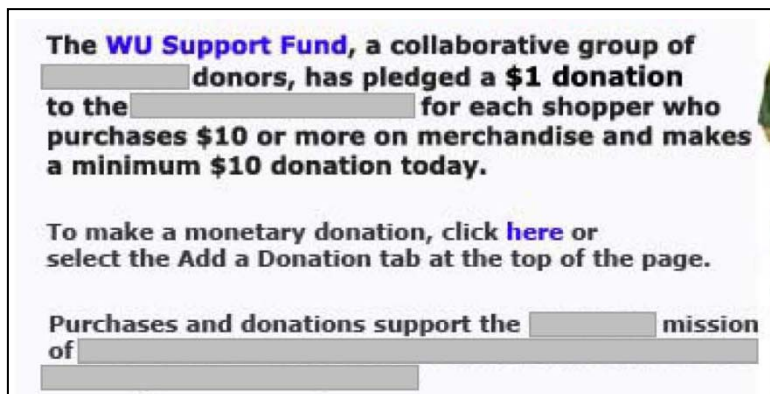 The WU Support Fund, a collaborative group of
donors, has pledged a $1 donation
to the for each shopper who
purchases $10 or more on merchandise and makes
a minimum $10 donation today.
To make a monetary donation, click here or
select the Add a Donation tab at the top of the page.
Purchases and donations support the mission
of